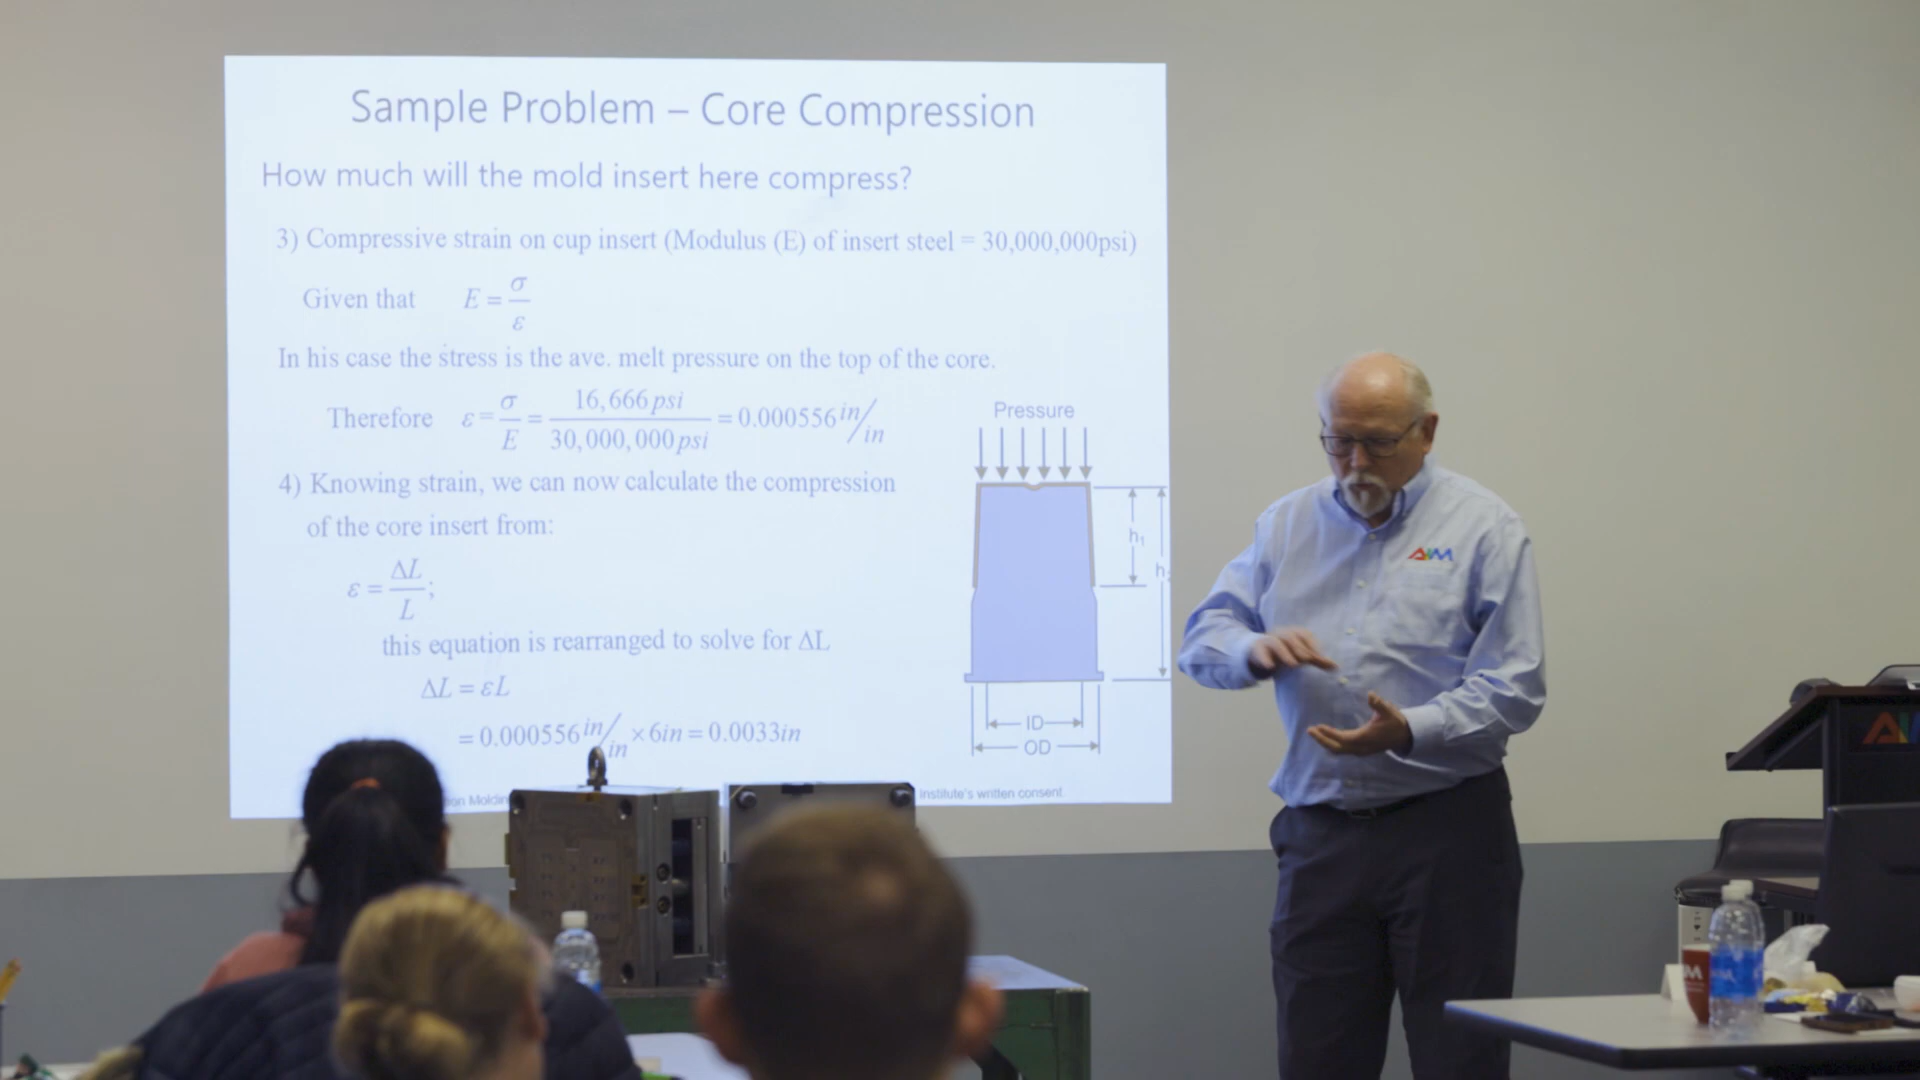 Sample Problem – Core Compression
How much will the mold insert here compress?
3) Compressive strain on cup insert (Modulus (E) of insert steel = 30,000,000psi)
Given that E = σ/ε
In his case the stress is the ave. melt pressure on the top of the core.
Therefore ε = σ/E = 16,666 psi/30,000,000 psi = 0.000556 in/in
4) Knowing strain, we can now calculate the compression
of the core insert from:
ε = ΔL/L;
this equation is rearranged to solve for ΔL
ΔL = εL
= 0.000556 in/in × 6in = 0.0033in
Pressure
h₁
h
ID
OD
Institute's written consent
AIM